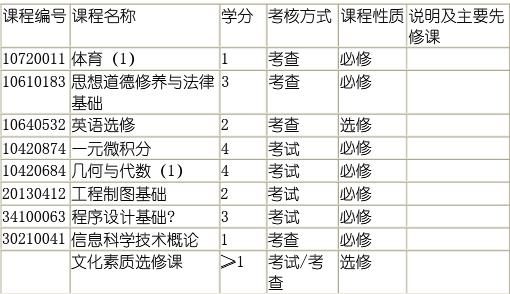 课程编号 课程名称 学分 考核方式 课程性质 说明及主要先
修课
10720011 体育（1） 1 考查 必修
10610183 思想道德修养与法律 3 考查 必修
基础
10640532 英语选修 2 考查 选修
10420874 一元微积分 4 考试 必修
10420684 几何与代数（1） 4 考试 必修
20130412 工程制图基础 2 考试 必修
34100063 程序设计基础? 3 考试 必修
30210041 信息科学技术概论 1 考查 必修
文化素质选修课 ≥1 考试/考 选修
查